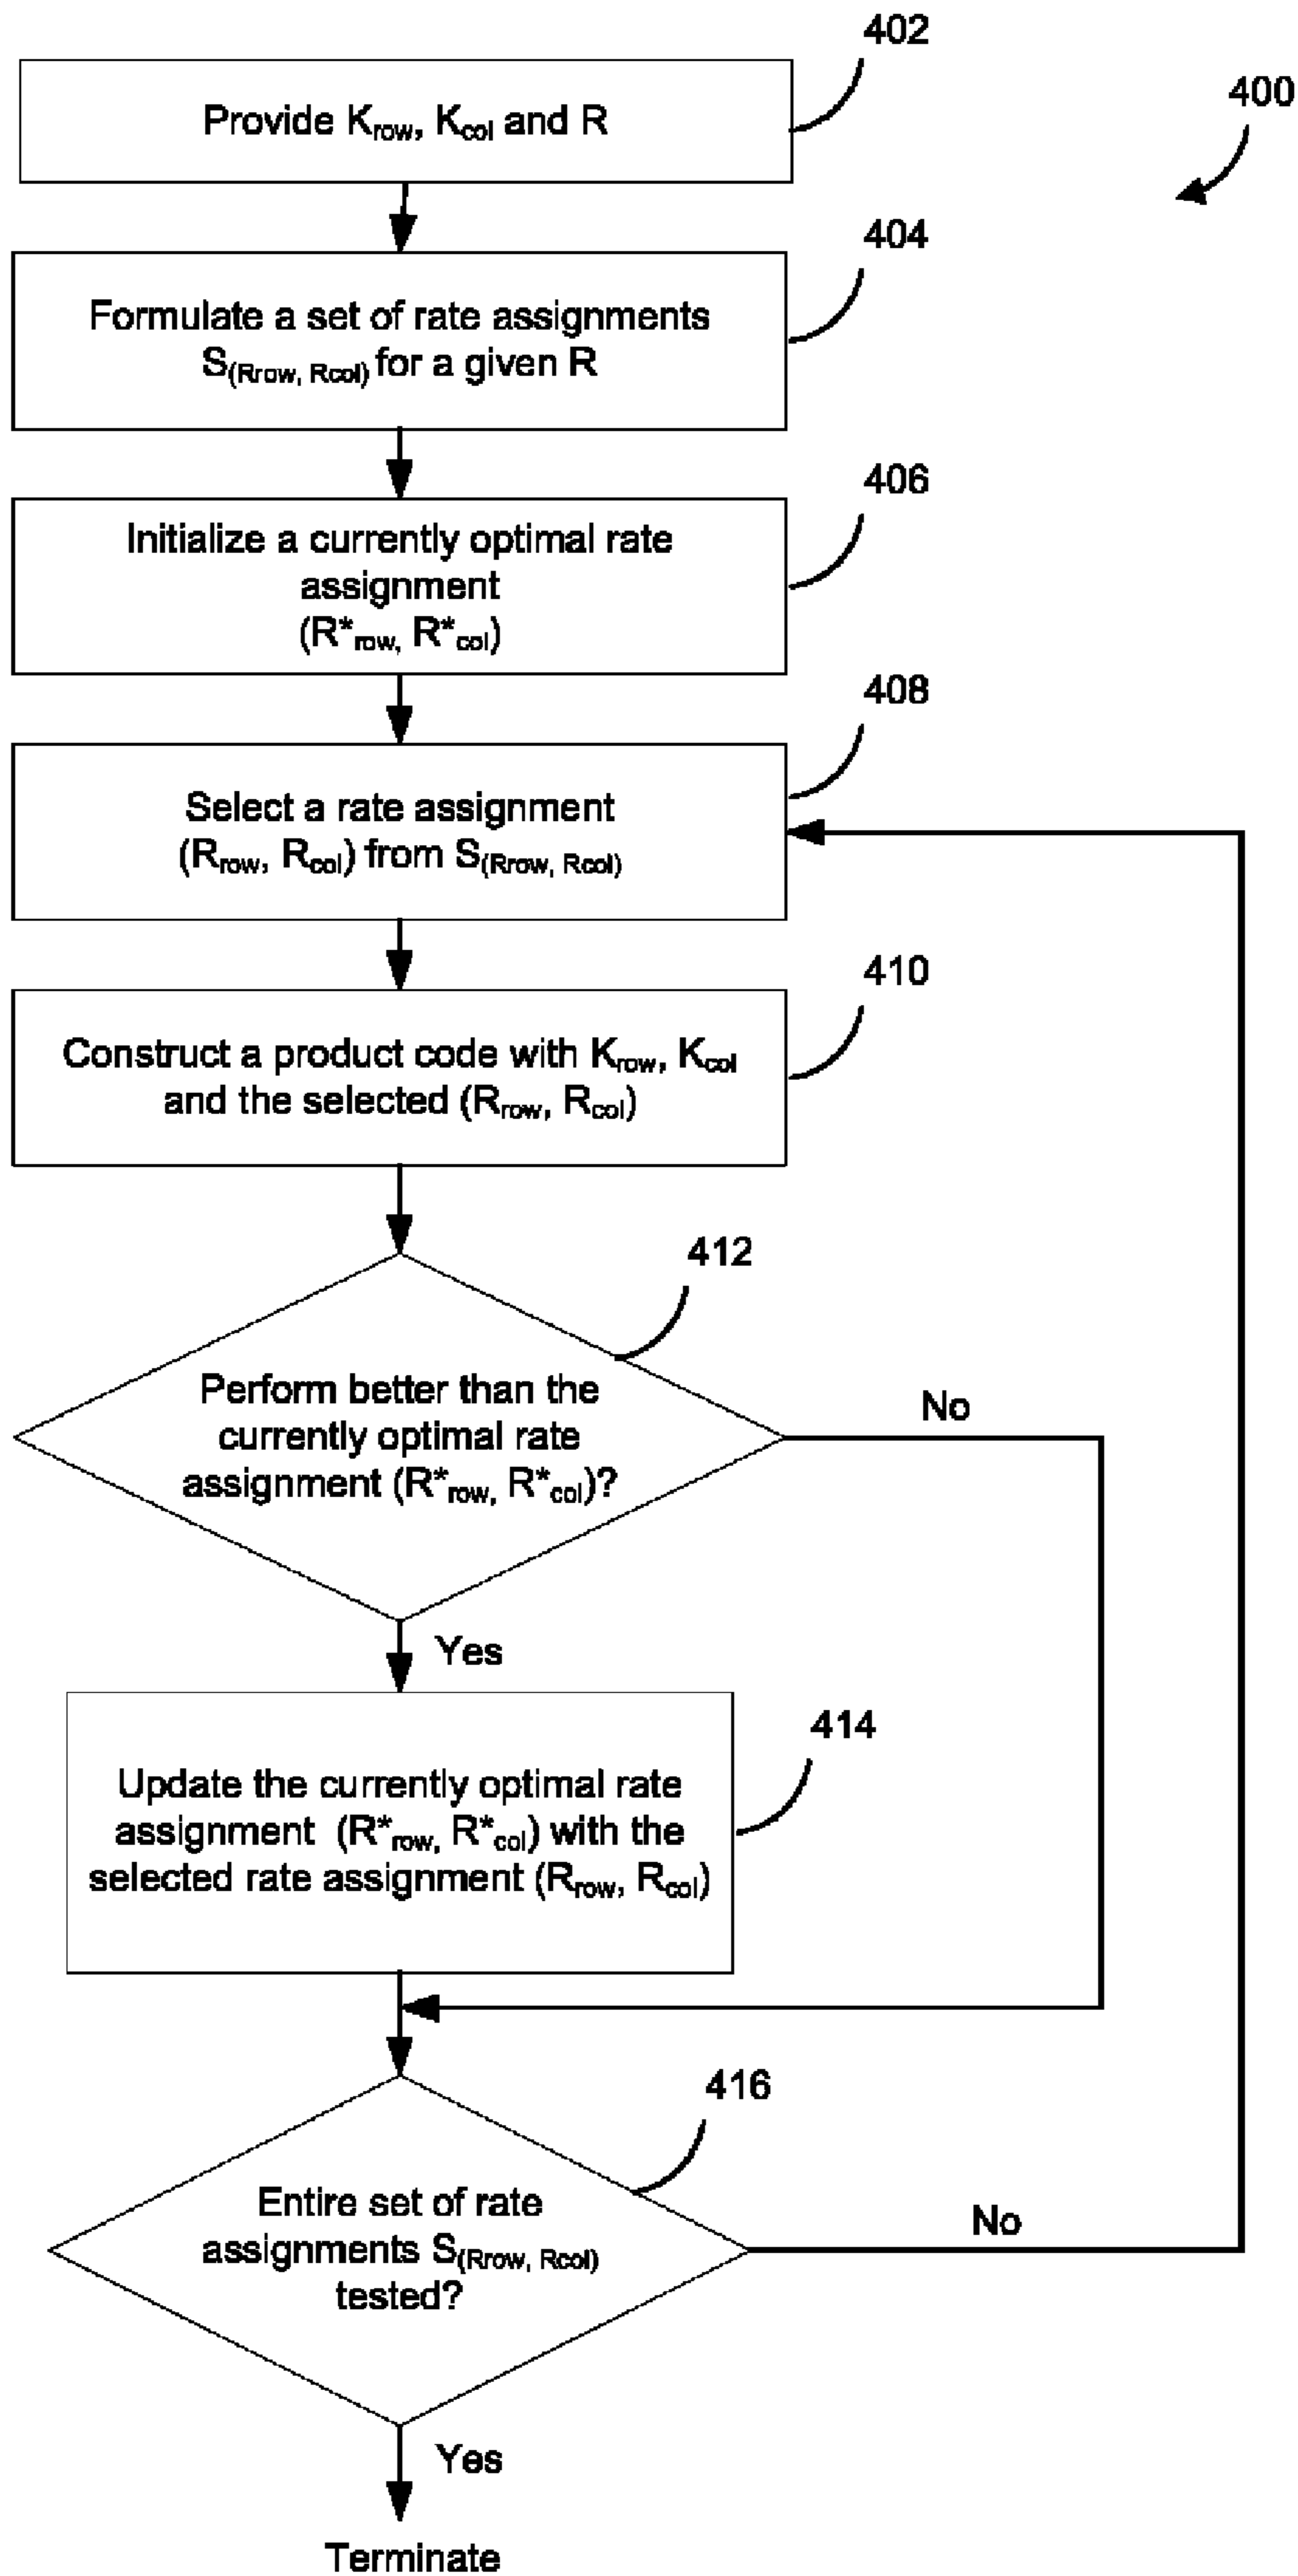 402
400
Provide Krow, Kcol and R
404
Formulate a set of rate assignments
S(Rrow, Rcol) for a given R
406
Initialize a currently optimal rate
assignment
(R*row, R*col)
408
Select a rate assignment
(Rrow, Rcol) from S(Rrow, Rcol)
410
Construct a product code with Krow, Kcol
and the selected (Rrow, Rcol)
412
Perform better than the
currently optimal rate
assignment (R*row, R*col)?
No
Yes
414
Update the currently optimal rate
assignment (R*row, R*col) with the
selected rate assignment (Rrow, Rcol)
416
Entire set of rate
assignments S(Rrow, Rcol)
tested?
No
Yes
Terminate